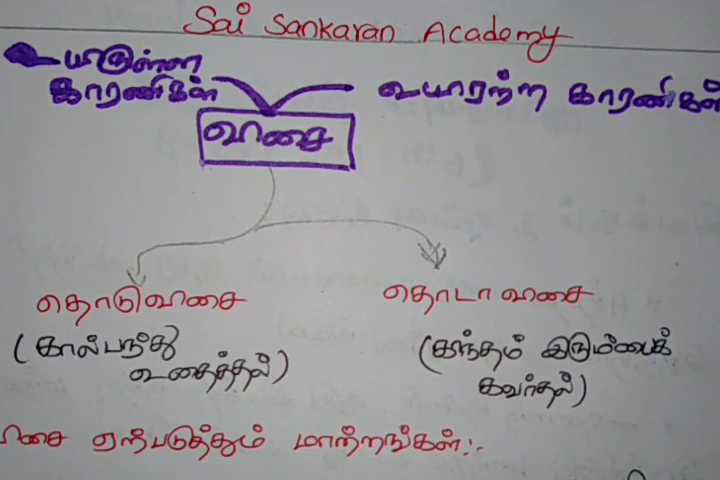 Sai Sankaran Academy
உயிருள்ள
காரணிகள்
உயிரற்ற காரணிகள்
விசை
தொடுவிசை
தொடா விசை
(கால்பந்து
உதைத்தல்)
(காந்தம் இரும்பைக்
கவர்தல்)
விசை ஏற்படுத்தும் மாற்றங்கள்:-